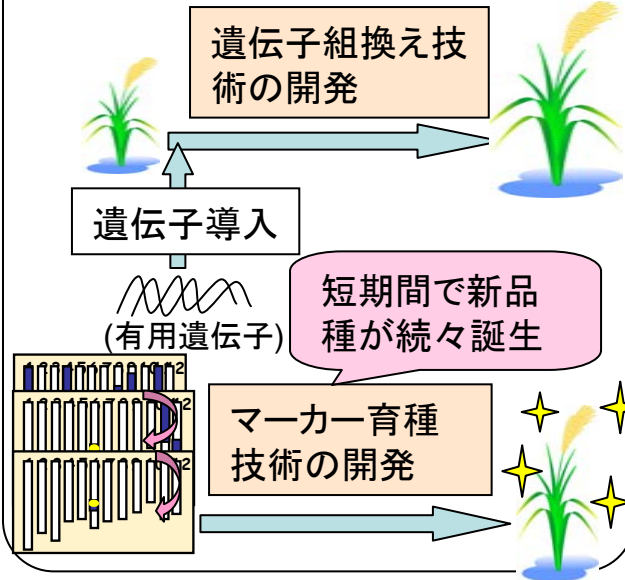 遺伝子組換え技
術の開発
遺伝子導入
(有用遺伝子)
短期間で新品
種が続々誕生
マーカー育種
技術の開発